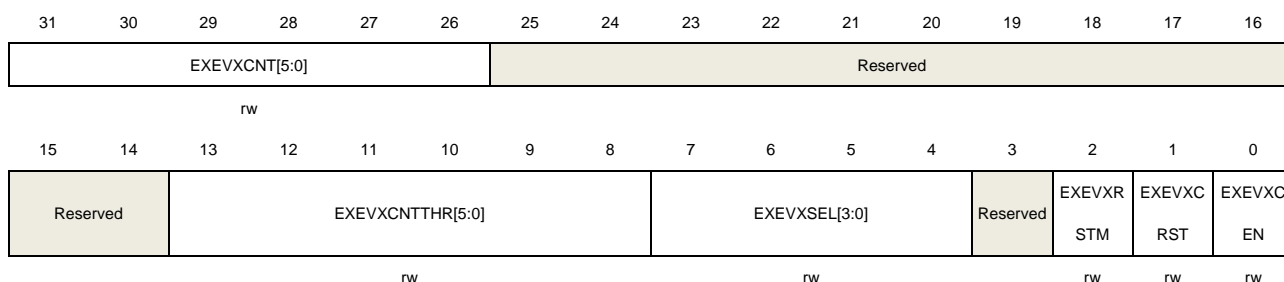 31 30 29 28 27 26 25 24 23 22 21 20 19 18 17 16
EXEVXCNT[5:0] Reserved
rw
15 14 13 12 11 10 9 8 7 6 5 4 3 2 1 0
Reserved EXEVXCNTTHR[5:0] EXEVXSEL[3:0] Reserved EXEVXR EXEVXC EXEVXC
STM RST EN
rw rw rw rw rw